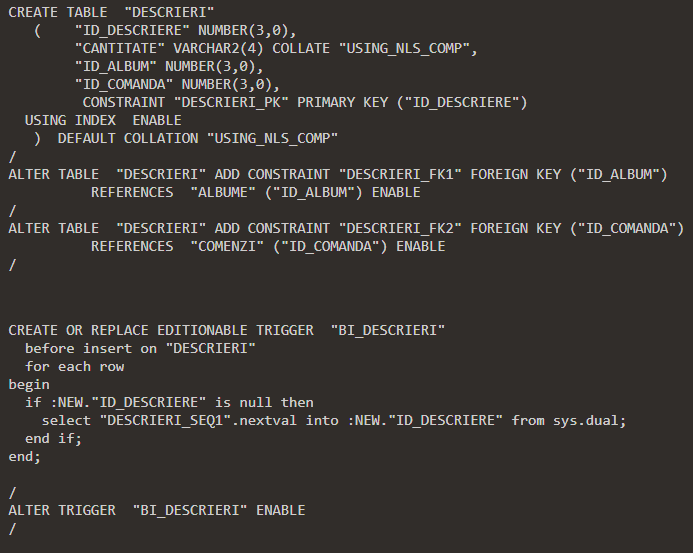 CREATE TABLE  "DESCRIERI"
   (    "ID_DESCRIERE" NUMBER(3,0),
        "CANTITATE" VARCHAR2(4) COLLATE "USING_NLS_COMP",
        "ID_ALBUM" NUMBER(3,0),
        "ID_COMANDA" NUMBER(3,0),
         CONSTRAINT "DESCRIERI_PK" PRIMARY KEY ("ID_DESCRIERE")
  USING INDEX  ENABLE
   )  DEFAULT COLLATION "USING_NLS_COMP"
/
ALTER TABLE  "DESCRIERI" ADD CONSTRAINT "DESCRIERI_FK1" FOREIGN KEY ("ID_ALBUM")
          REFERENCES  "ALBUME" ("ID_ALBUM") ENABLE
/
ALTER TABLE  "DESCRIERI" ADD CONSTRAINT "DESCRIERI_FK2" FOREIGN KEY ("ID_COMANDA")
          REFERENCES  "COMENZI" ("ID_COMANDA") ENABLE
/
CREATE OR REPLACE EDITIONABLE TRIGGER  "BI_DESCRIERI"
  before insert on "DESCRIERI"
  for each row
begin
  if :NEW."ID_DESCRIERE" is null then
    select "DESCRIERI_SEQ1".nextval into :NEW."ID_DESCRIERE" from sys.dual;
  end if;
end;
/
ALTER TRIGGER  "BI_DESCRIERI" ENABLE
/